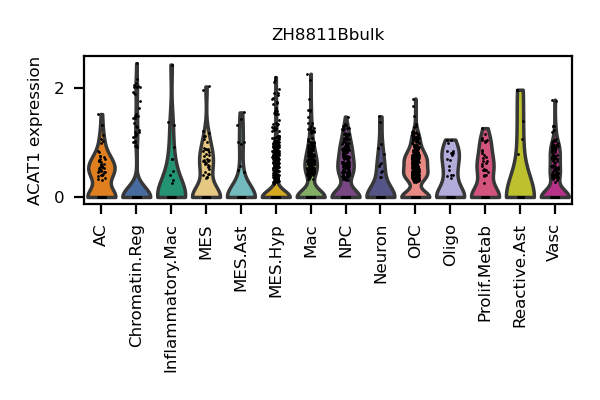 ZH8811Bbulk
ACAT1 expression
2
0
AC
Chromatin.Reg
Inflammatory.Mac
MES
MES.Ast
MES.Hyp
Mac
NPC
Neuron
OPC
Oligo
Prolif.Metab
Reactive.Ast
Vasc